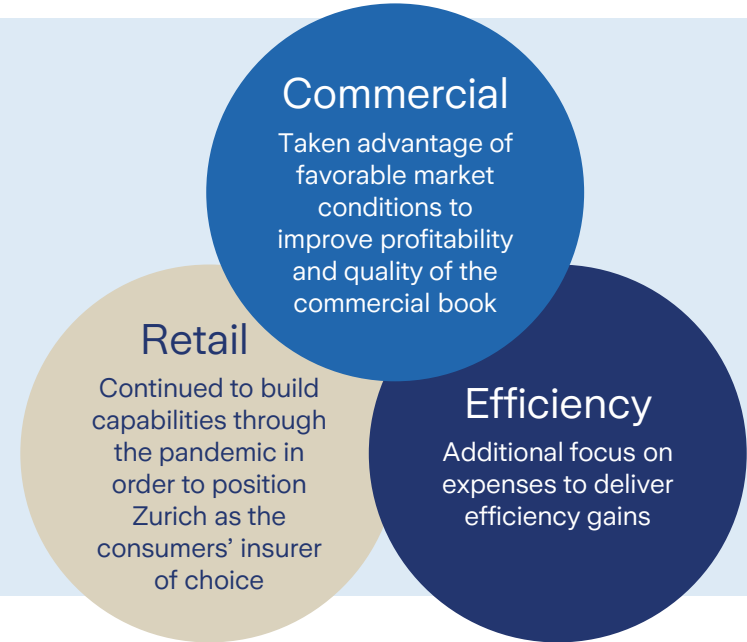 Commercial
Taken advantage of
favorable market
conditions to
improve profitability
and quality of the
commercial book
Retail
Continued to build
capabilities through
the pandemic in
order to position
Zurich as the
consumers’ insurer
of choice
Efficiency
Additional focus on
expenses to deliver
efficiency gains